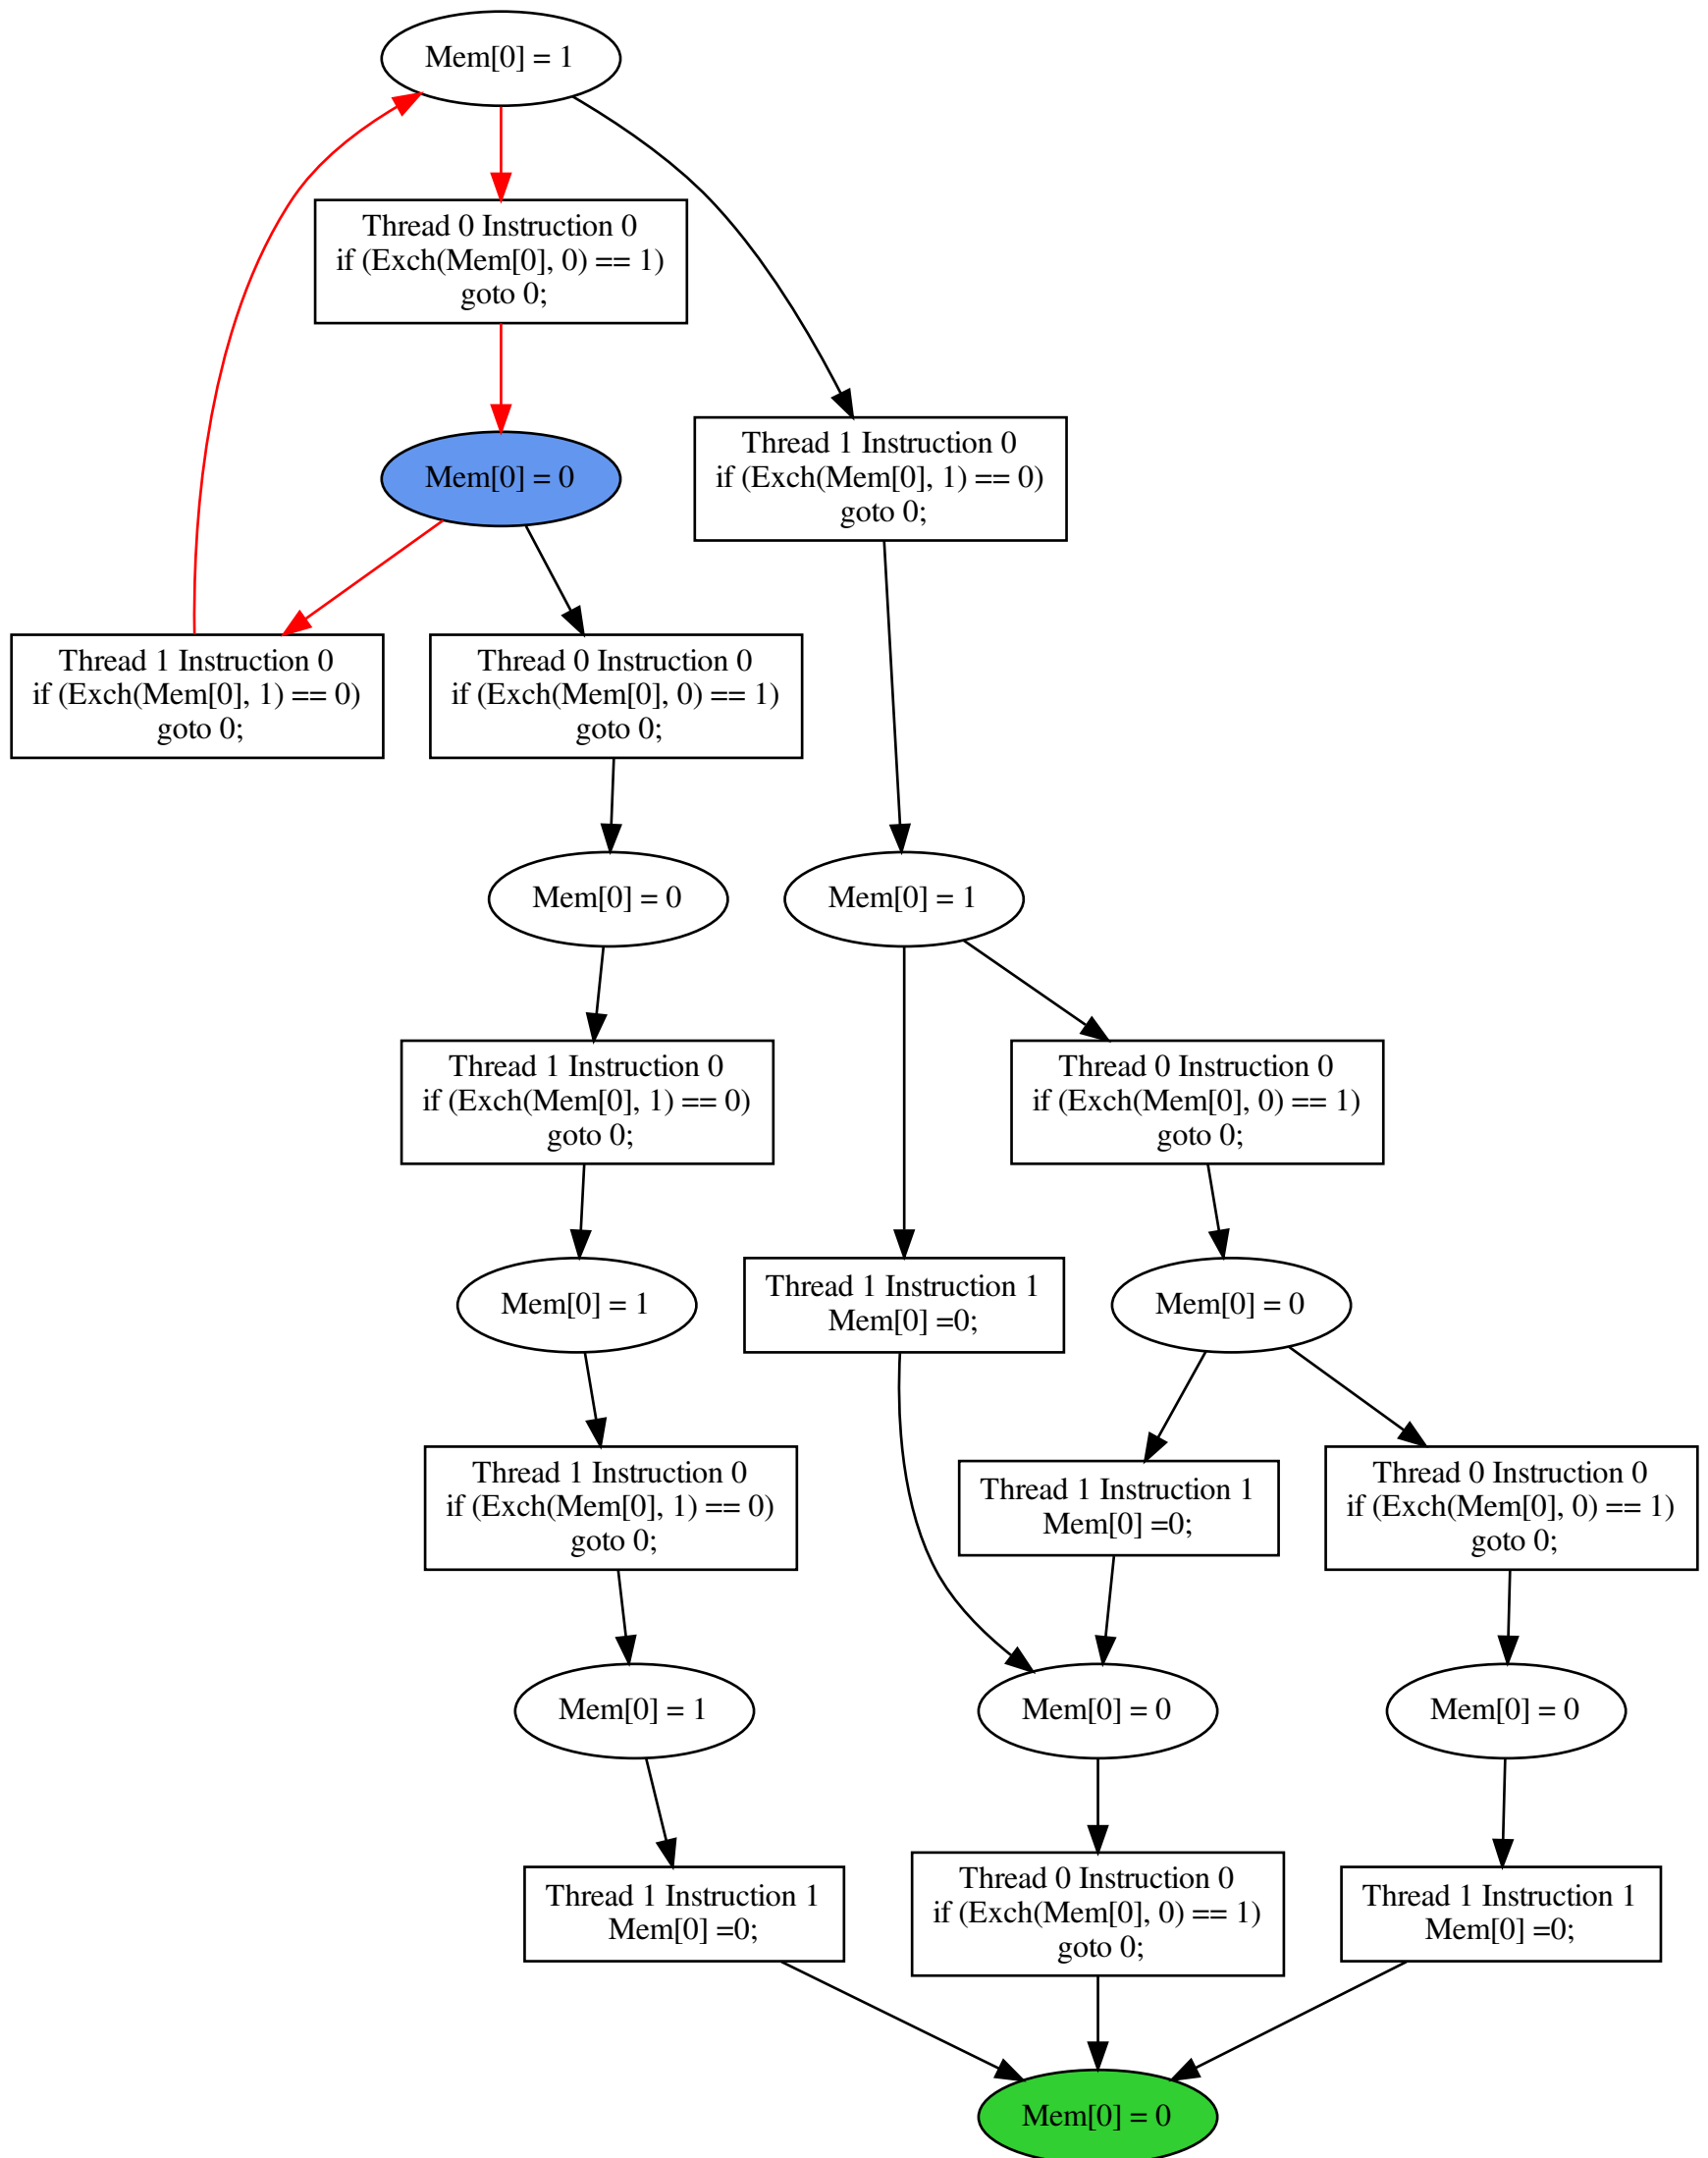 Mem[0] = 1
Thread 0 Instruction 0
if (Exch(Mem[0], 0) == 1)
goto 0;
Mem[0] = 0
Thread 1 Instruction 0
if (Exch(Mem[0], 1) == 0)
goto 0;
Thread 1 Instruction 0
if (Exch(Mem[0], 1) == 0)
goto 0;
Thread 0 Instruction 0
if (Exch(Mem[0], 0) == 1)
goto 0;
Mem[0] = 0
Mem[0] = 1
Thread 1 Instruction 0
if (Exch(Mem[0], 1) == 0)
goto 0;
Thread 0 Instruction 0
if (Exch(Mem[0], 0) == 1)
goto 0;
Mem[0] = 1
Thread 1 Instruction 1
Mem[0] =0;
Mem[0] = 0
Thread 1 Instruction 0
if (Exch(Mem[0], 1) == 0)
goto 0;
Thread 1 Instruction 1
Mem[0] =0;
Thread 0 Instruction 0
if (Exch(Mem[0], 0) == 1)
goto 0;
Mem[0] = 1
Mem[0] = 0
Mem[0] = 0
Thread 1 Instruction 1
Mem[0] =0;
Thread 0 Instruction 0
if (Exch(Mem[0], 0) == 1)
goto 0;
Thread 1 Instruction 1
Mem[0] =0;
Mem[0] = 0